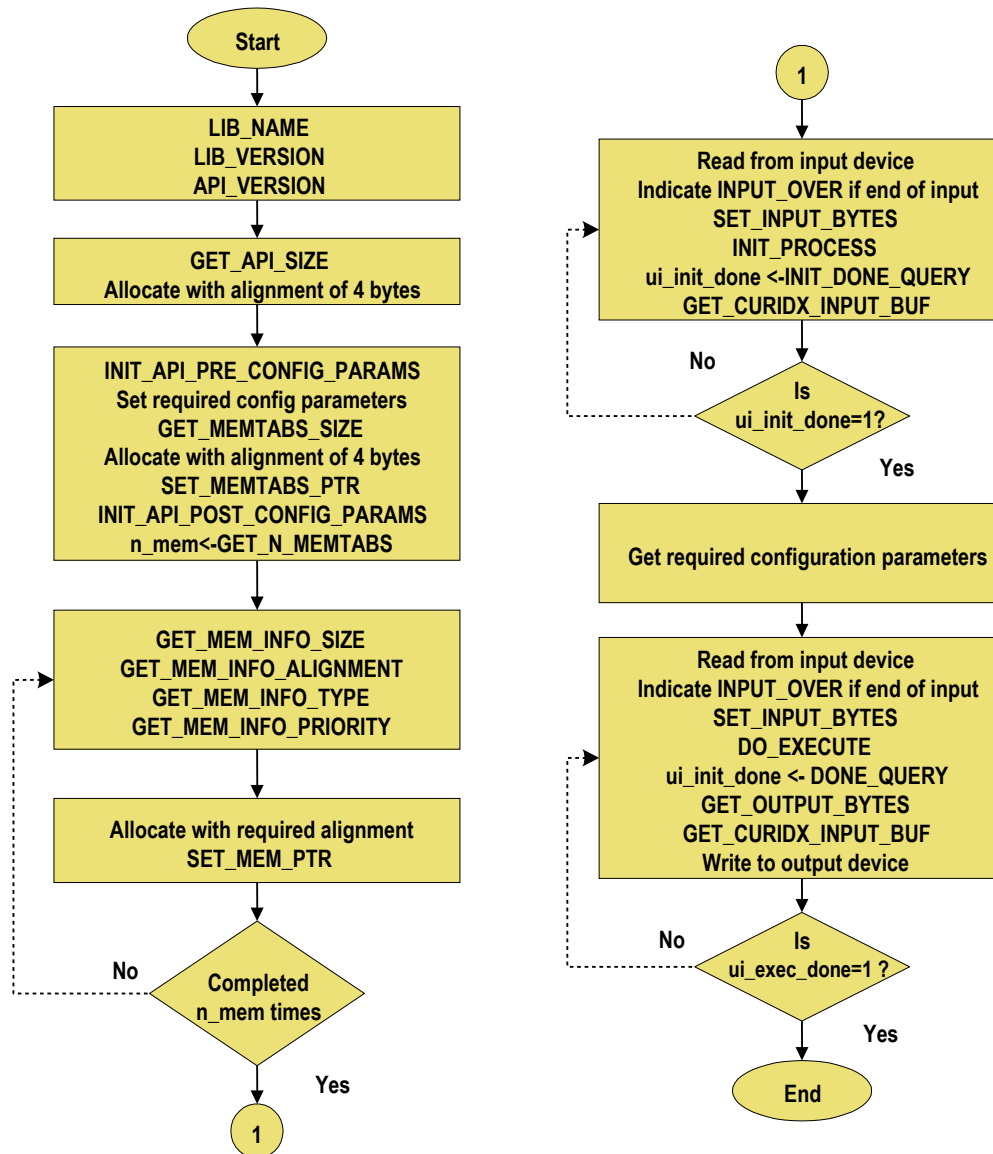 Start
LIB_NAME
LIB_VERSION
API_VERSION
GET_API_SIZE
Allocate with alignment of 4 bytes
INIT_API_PRE_CONFIG_PARAMS
Set required config parameters
GET_MEMTABS_SIZE
Allocate with alignment of 4 bytes
SET_MEMTABS_PTR
INIT_API_POST_CONFIG_PARAMS
n_mem<-GET_N_MEMTABS
GET_MEM_INFO_SIZE
GET_MEM_INFO_ALIGNMENT
GET_MEM_INFO_TYPE
GET_MEM_INFO_PRIORITY
Allocate with required alignment
SET_MEM_PTR
No
Completed
n_mem times
Yes
1
1
Read from input device
Indicate INPUT_OVER if end of input
SET_INPUT_BYTES
INIT_PROCESS
ui_init_done <-INIT_DONE_QUERY
GET_CURIDX_INPUT_BUF
No
Is
ui_init_done=1?
Yes
Get required configuration parameters
Read from input device
Indicate INPUT_OVER if end of input
SET_INPUT_BYTES
DO_EXECUTE
ui_init_done <- DONE_QUERY
GET_OUTPUT_BYTES
GET_CURIDX_INPUT_BUF
Write to output device
No
Is
ui_exec_done=1 ?
Yes
End